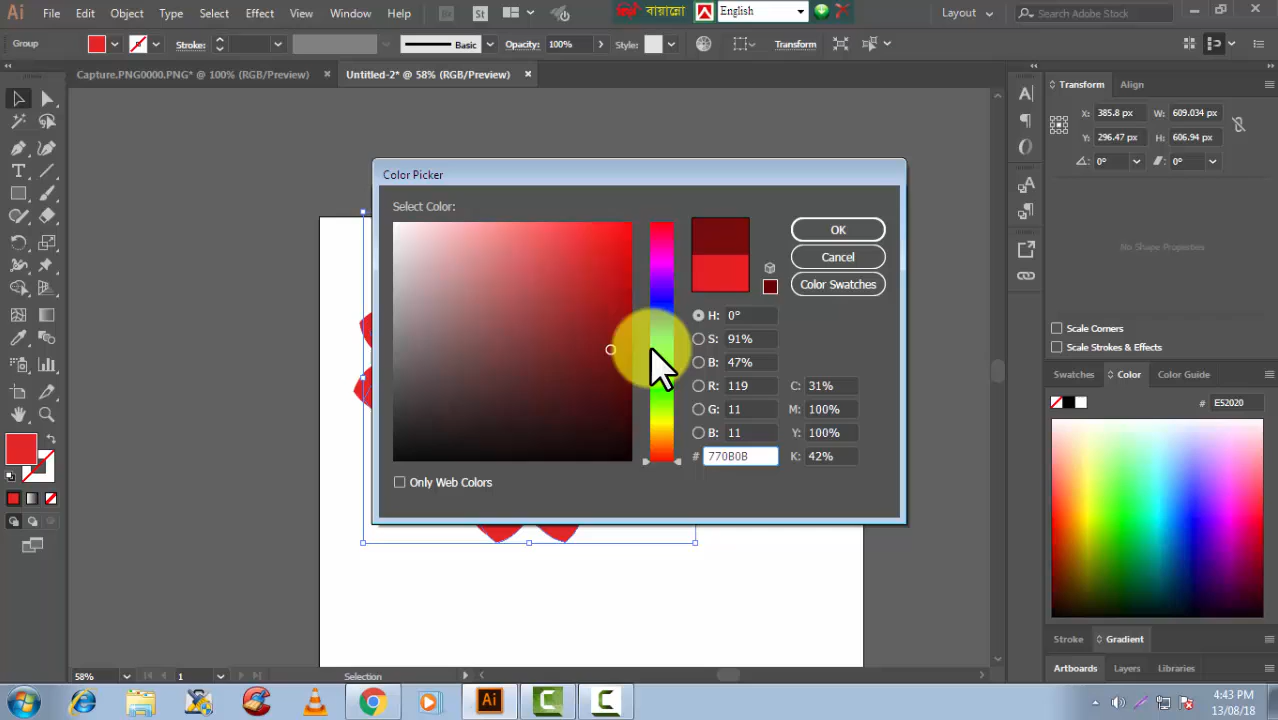 বায়ান্নো English
Ai File Edit Object Type Select Effect View Window Help Br St Layout Search Adobe Stock
Group Stroke: Basic Opacity: 100% Style: Transform
Capture.PNG0000.PNG* @ 100% (RGB/Preview) × Untitled-2* @ 58% (RGB/Preview) ×
Transform Align
X: 385.8 px W: 609.034 px
Y: 296.47 px H: 606.94 px
0° 0°
No Shape Properties
Scale Corners
Scale Strokes & Effects
Swatches Color Color Guide
# E52020
Stroke Gradient
Artboards Layers Libraries
Color Picker
Select Color:
OK
Cancel
Color Swatches
H: 0°
S: 91%
B: 47%
R: 119 C: 31%
G: 11 M: 100%
B: 11 Y: 100%
# 770B0B K: 42%
Only Web Colors
58% 1 Selection
Ai
4:43 PM
13/08/18